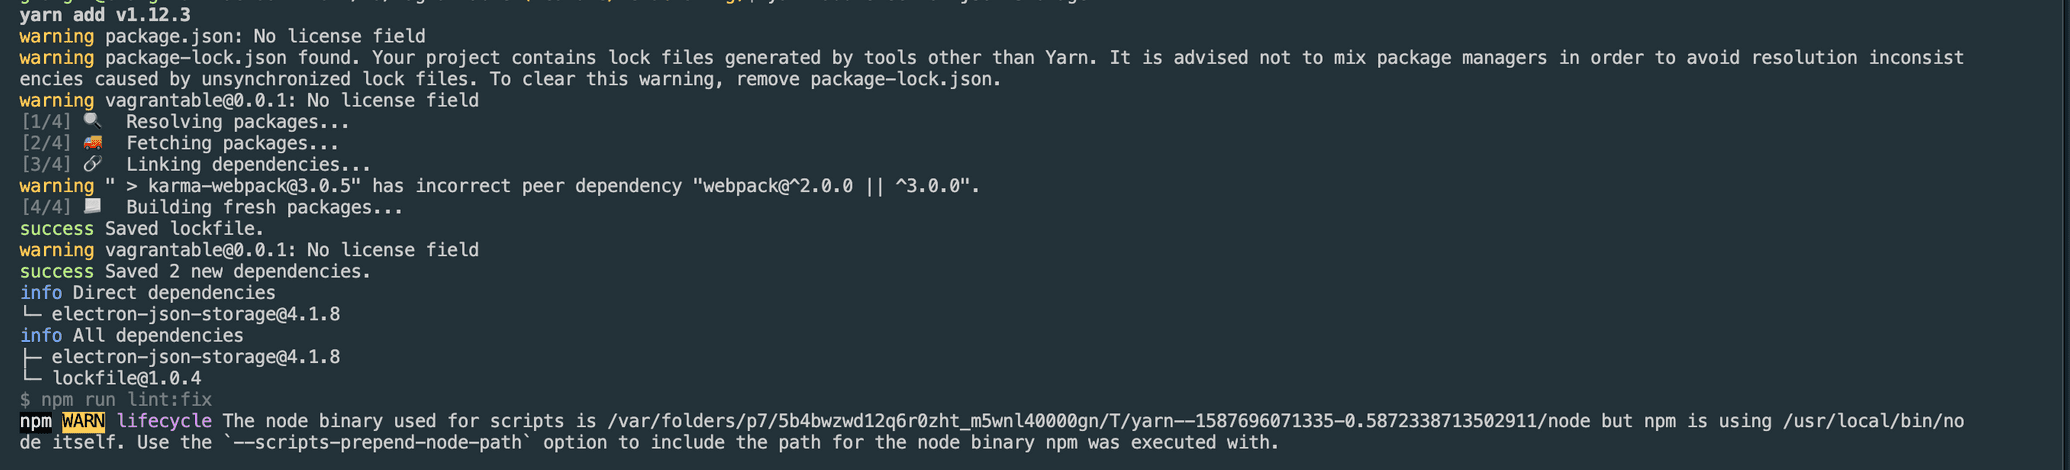 yarn add v1.12.3
warning package.json: No license field
warning package-lock.json found. Your project contains lock files generated by tools other than Yarn. It is advised not to mix package managers in order to avoid resolution inconsist
encies caused by unsynchronized lock files. To clear this warning, remove package-lock.json.
warning vagrantable@0.0.1: No license field
[1/4] 🔍  Resolving packages...
[2/4] 🚚  Fetching packages...
[3/4] 🔗  Linking dependencies...
warning " > karma-webpack@3.0.5" has incorrect peer dependency "webpack@^2.0.0 || ^3.0.0".
[4/4] 📃  Building fresh packages...
success Saved lockfile.
warning vagrantable@0.0.1: No license field
success Saved 2 new dependencies.
info Direct dependencies
└─ electron-json-storage@4.1.8
info All dependencies
├─ electron-json-storage@4.1.8
└─ lockfile@1.0.4
$ npm run lint:fix
npm WARN lifecycle The node binary used for scripts is /var/folders/p7/5b4bwzwd12q6r0zht_m5wnl40000gn/T/yarn--1587696071335-0.5872338713502911/node but npm is using /usr/local/bin/no
de itself. Use the `--scripts-prepend-node-path` option to include the path for the node binary npm was executed with.